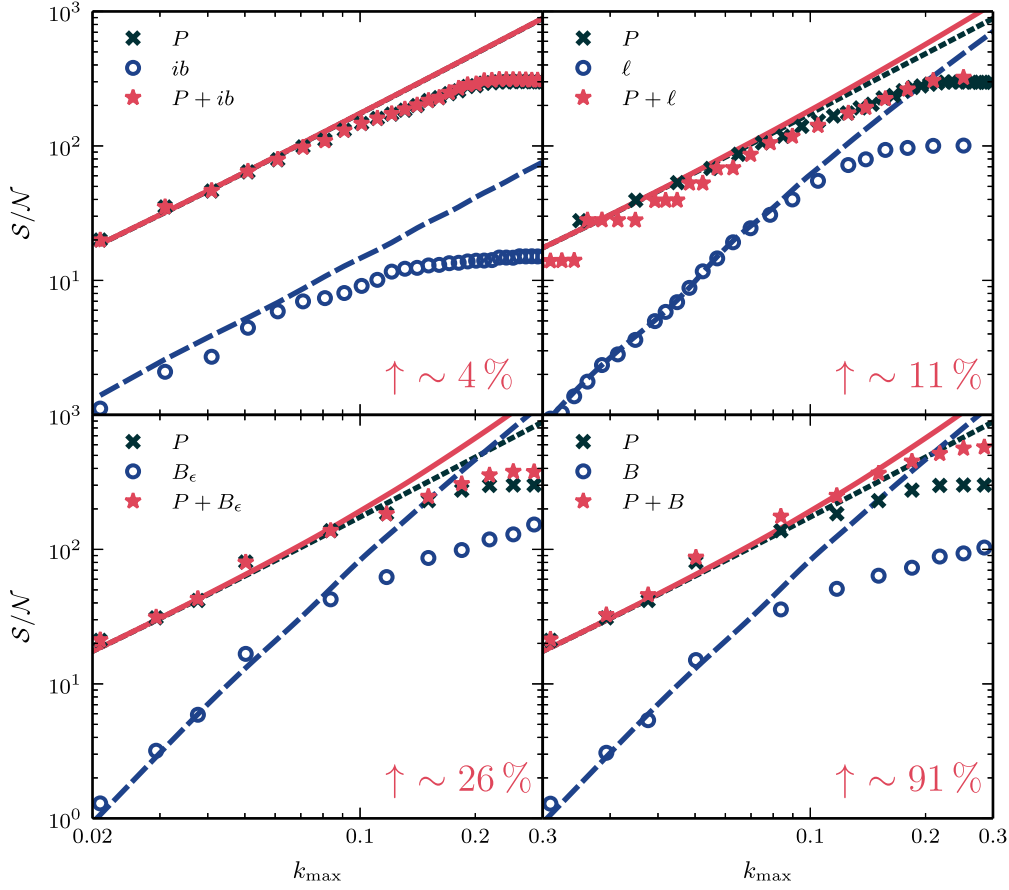 P
ib
P + ib
10³
10²
10¹
S/N
↑ ∼ 4 %
P
ℓ
P + ℓ
↑ ∼ 11 %
10³
P
B_ϵ
P + B_ϵ
10²
10¹
10⁰
S/N
↑ ∼ 26 %
P
B
P + B
↑ ∼ 91 %
0.02 0.1 0.2 0.3 0.1 0.2 0.3
k_max k_max